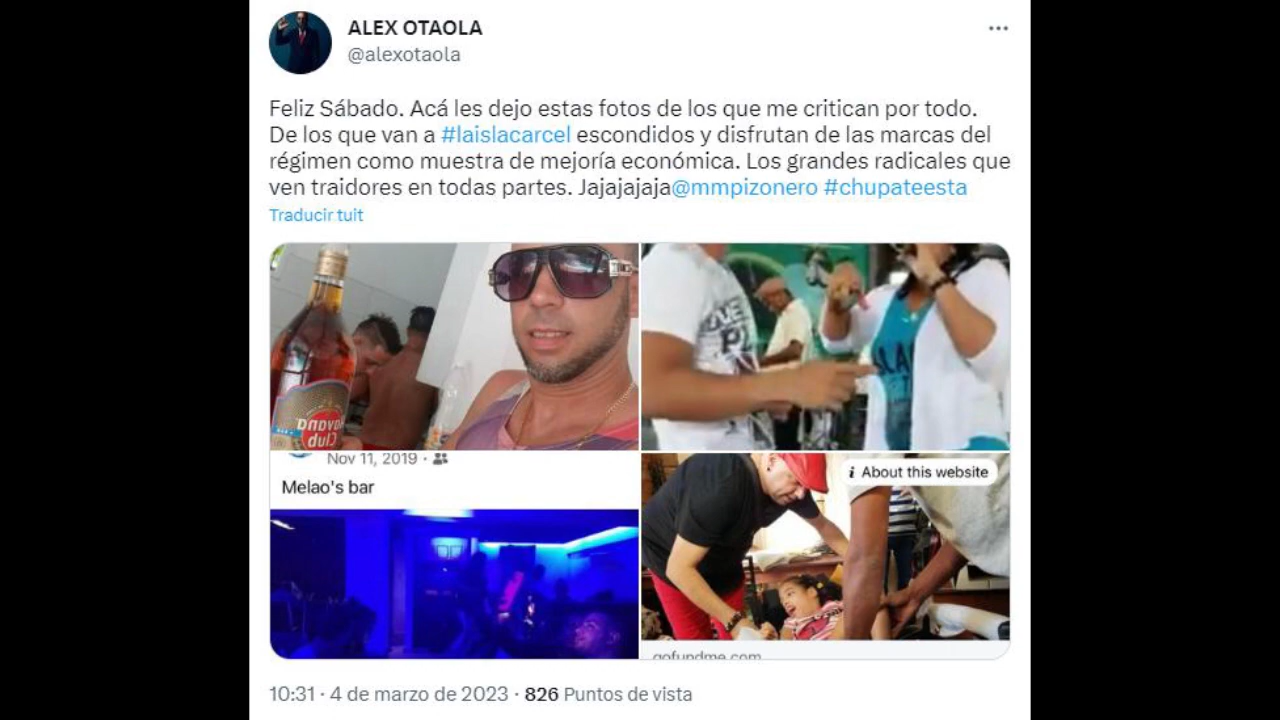 ALEX OTAOLA
@alexotaola
Feliz Sábado. Acá les dejo estas fotos de los que me critican por todo.
De los que van a #laislacarcel escondidos y disfrutan de las marcas del
régimen como muestra de mejoría económica. Los grandes radicales que
ven traidores en todas partes. Jajajajaja@mmpizonero #chupateesta
Traducir tuit
Club
Nov 11, 2019 ·
Melao's bar
i About this website
gofundme.com
10:31 · 4 de marzo de 2023 · 826 Puntos de vista